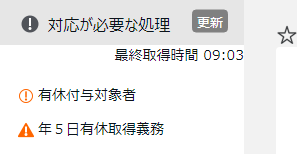 対応が必要な処理 更新
最終取得時間 09:03
有休付与対象者
年５日有休取得義務